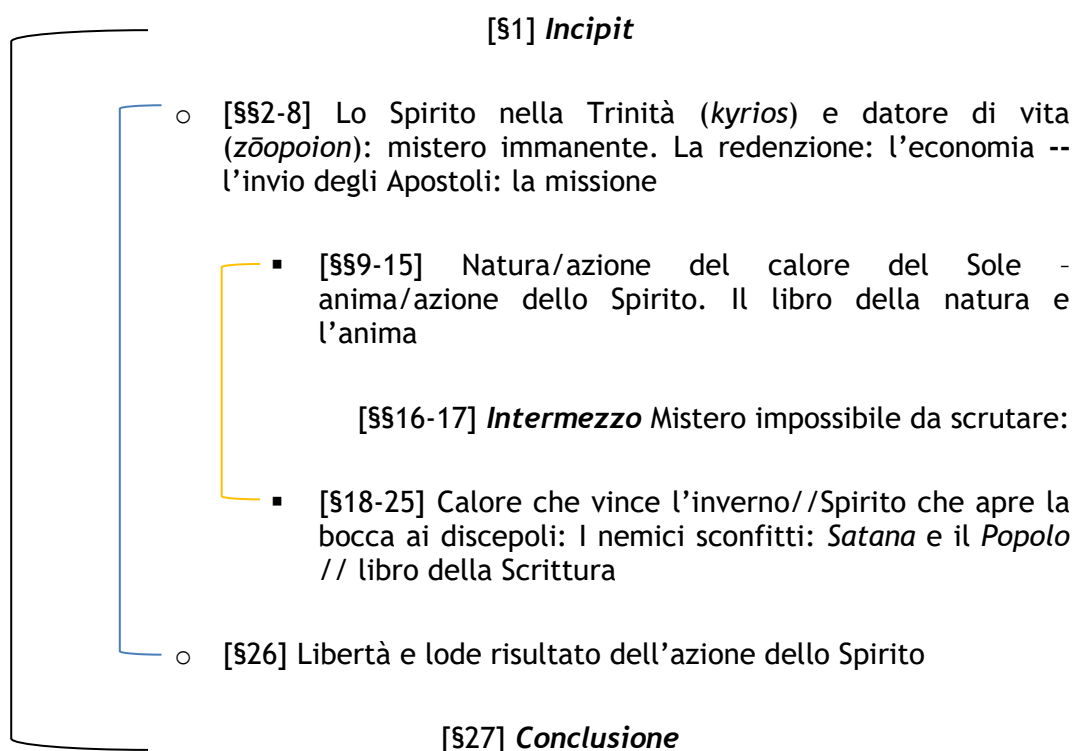 [§1] Incipit
o [§§2-8] Lo Spirito nella Trinità (kyrios) e datore di vita
(zōopoion): mistero immanente. La redenzione: l’economia --
l’invio degli Apostoli: la missione
▪ [§§9-15] Natura/azione del calore del Sole –
anima/azione dello Spirito. Il libro della natura e
l’anima
[§§16-17] Intermezzo Mistero impossibile da scrutare:
▪ [§18-25] Calore che vince l’inverno//Spirito che apre la
bocca ai discepoli: I nemici sconfitti: Satana e il Popolo
// libro della Scrittura
o [§26] Libertà e lode risultato dell’azione dello Spirito
[§27] Conclusione